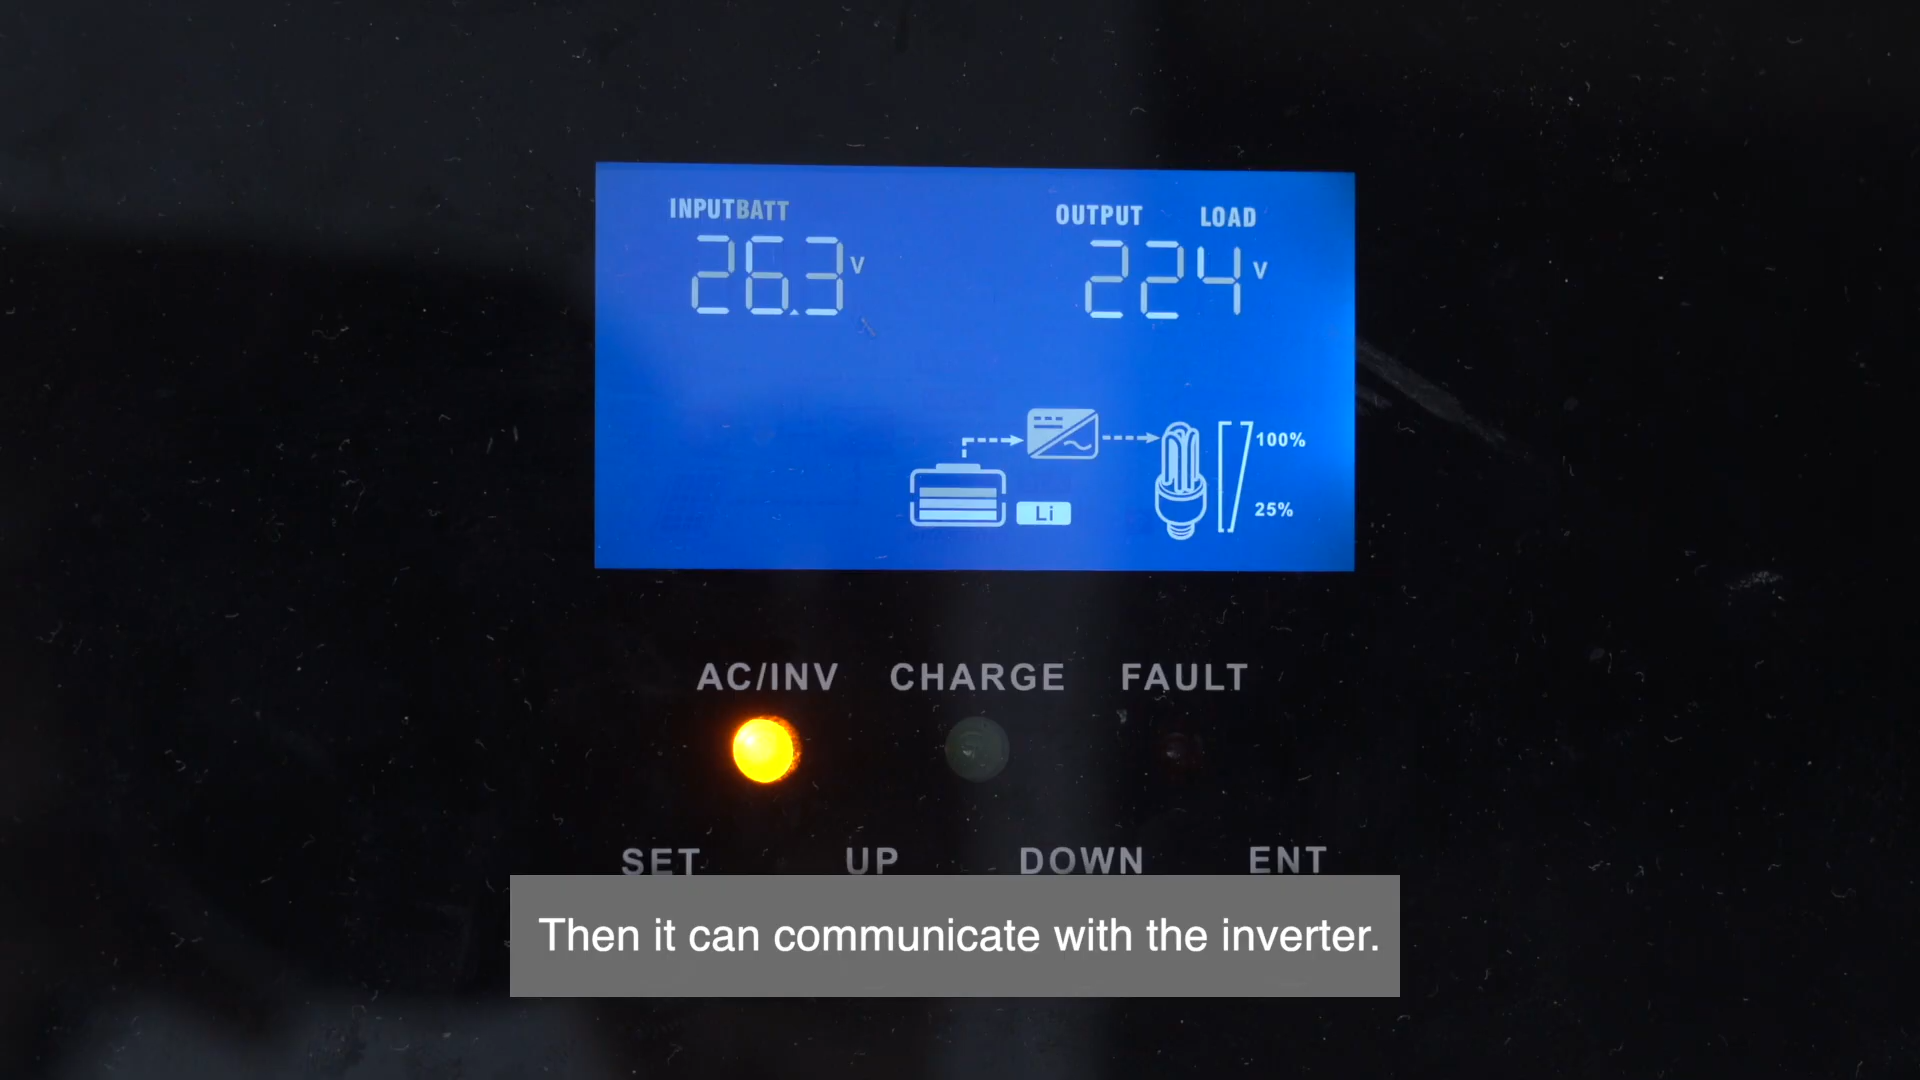 INPUTBATT
OUTPUT LOAD
26.3V
224V
100%
25%
Li
AC/INV CHARGE FAULT
SET UP DOWN ENT
Then it can communicate with the inverter.